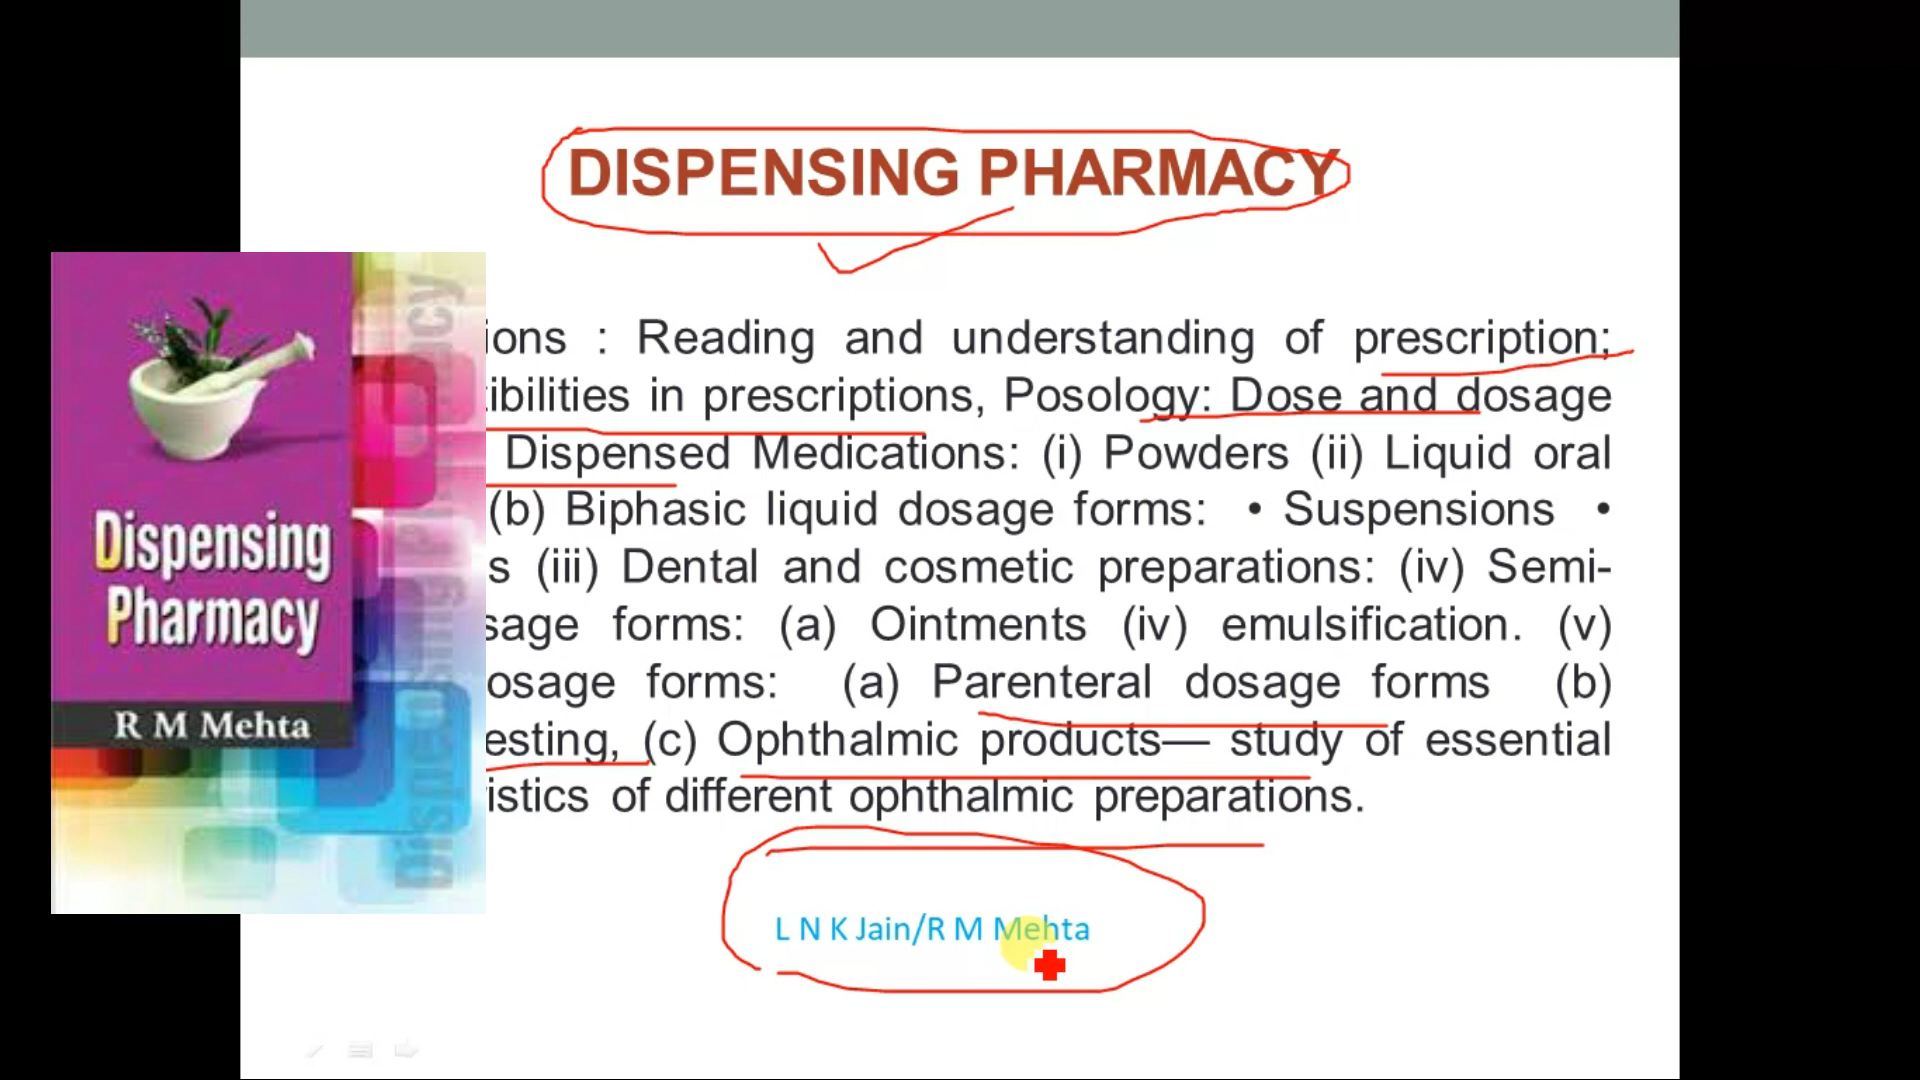 DISPENSING PHARMACY
ions : Reading and understanding of prescription;
tibilities in prescriptions, Posology: Dose and dosage
Dispensed Medications: (i) Powders (ii) Liquid oral
(b) Biphasic liquid dosage forms: • Suspensions •
s (iii) Dental and cosmetic preparations: (iv) Semi-
sage forms: (a) Ointments (iv) emulsification. (v)
osage forms: (a) Parenteral dosage forms (b)
esting, (c) Ophthalmic products— study of essential
istics of different ophthalmic preparations.
L N K Jain/R M Mehta
Dispensing
Pharmacy
R M Mehta
Dispensing Pharmacy